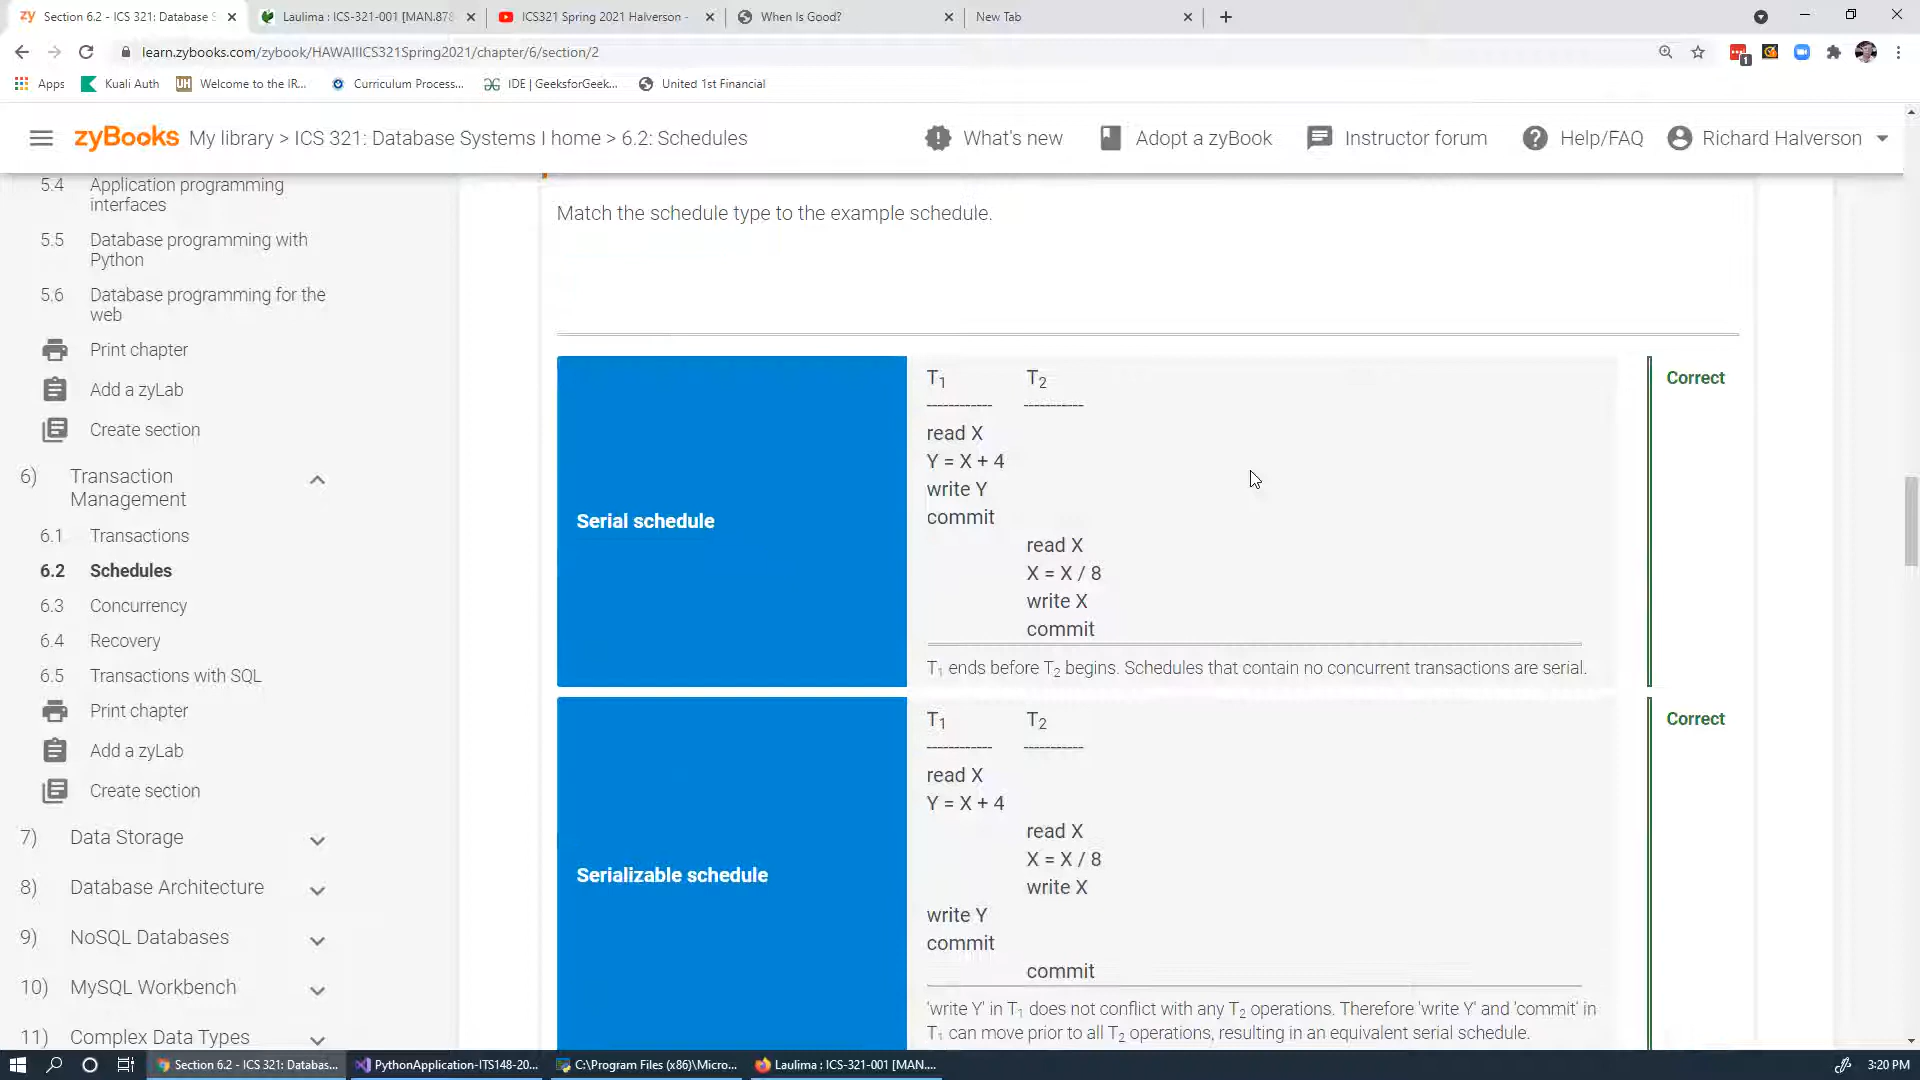 Section 6.2 - ICS 321: Database S
Laulima : ICS-321-001 [MAN.878
ICS321 Spring 2021 Halverson -
When Is Good?
New Tab
learn.zybooks.com/zybook/HAWAIIICS321Spring2021/chapter/6/section/2
1
Apps
Kuali Auth
UH
Welcome to the IR...
Curriculum Process...
IDE | GeeksforGeek...
United 1st Financial
zyBooks
My library > ICS 321: Database Systems I home > 6.2: Schedules
What's new
Adopt a zyBook
Instructor forum
Help/FAQ
Richard Halverson
5.4 Application programming
interfaces
5.5 Database programming with
Python
5.6 Database programming for the
web
Print chapter
Add a zyLab
Create section
6) Transaction
Management
6.1 Transactions
6.2 Schedules
6.3 Concurrency
6.4 Recovery
6.5 Transactions with SQL
Print chapter
Add a zyLab
Create section
7) Data Storage
8) Database Architecture
9) NoSQL Databases
10) MySQL Workbench
11) Complex Data Types
Match the schedule type to the example schedule.
Serial schedule
T1 T2
------------ -----------
read X
Y = X + 4
write Y
commit
read X
X = X / 8
write X
commit
T1 ends before T2 begins. Schedules that contain no concurrent transactions are serial.
Correct
Serializable schedule
T1 T2
------------ -----------
read X
Y = X + 4
read X
X = X / 8
write X
write Y
commit
commit
'write Y' in T1 does not conflict with any T2 operations. Therefore 'write Y' and 'commit' in
T1 can move prior to all T2 operations, resulting in an equivalent serial schedule.
Correct
Section 6.2 - ICS 321: Databas...
PythonApplication-ITS148-20...
C:\Program Files (x86)\Micro...
Laulima : ICS-321-001 [MAN....
3:20 PM